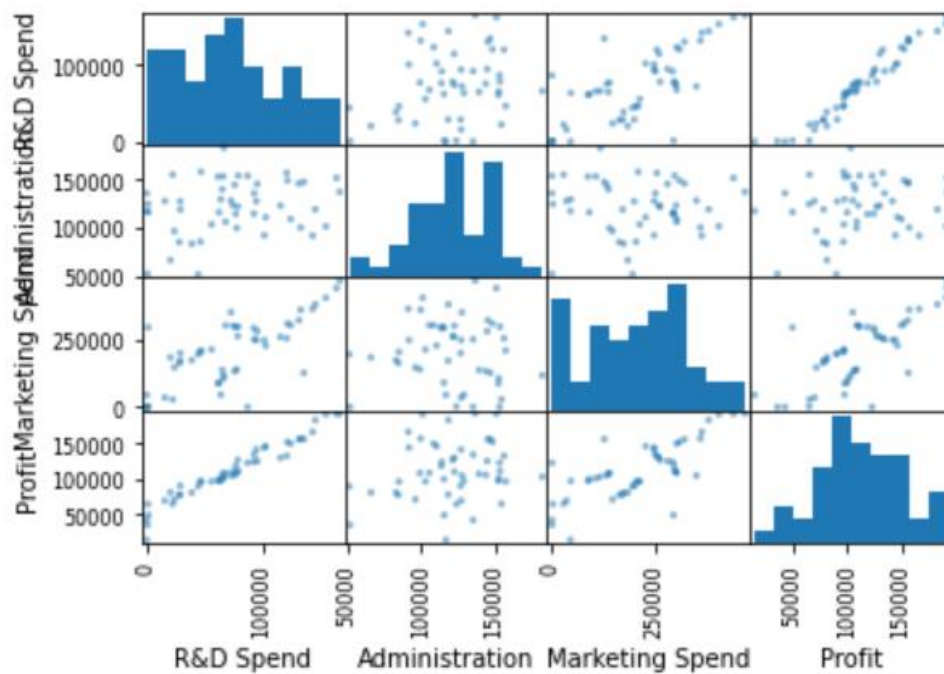 R&D Spend
100000
0
Administration
150000
100000
50000
Marketing Spend
250000
0
Profit
150000
100000
50000
0 100000 50000 100000 150000 0 250000 50000 100000 150000
R&D Spend Administration Marketing Spend Profit